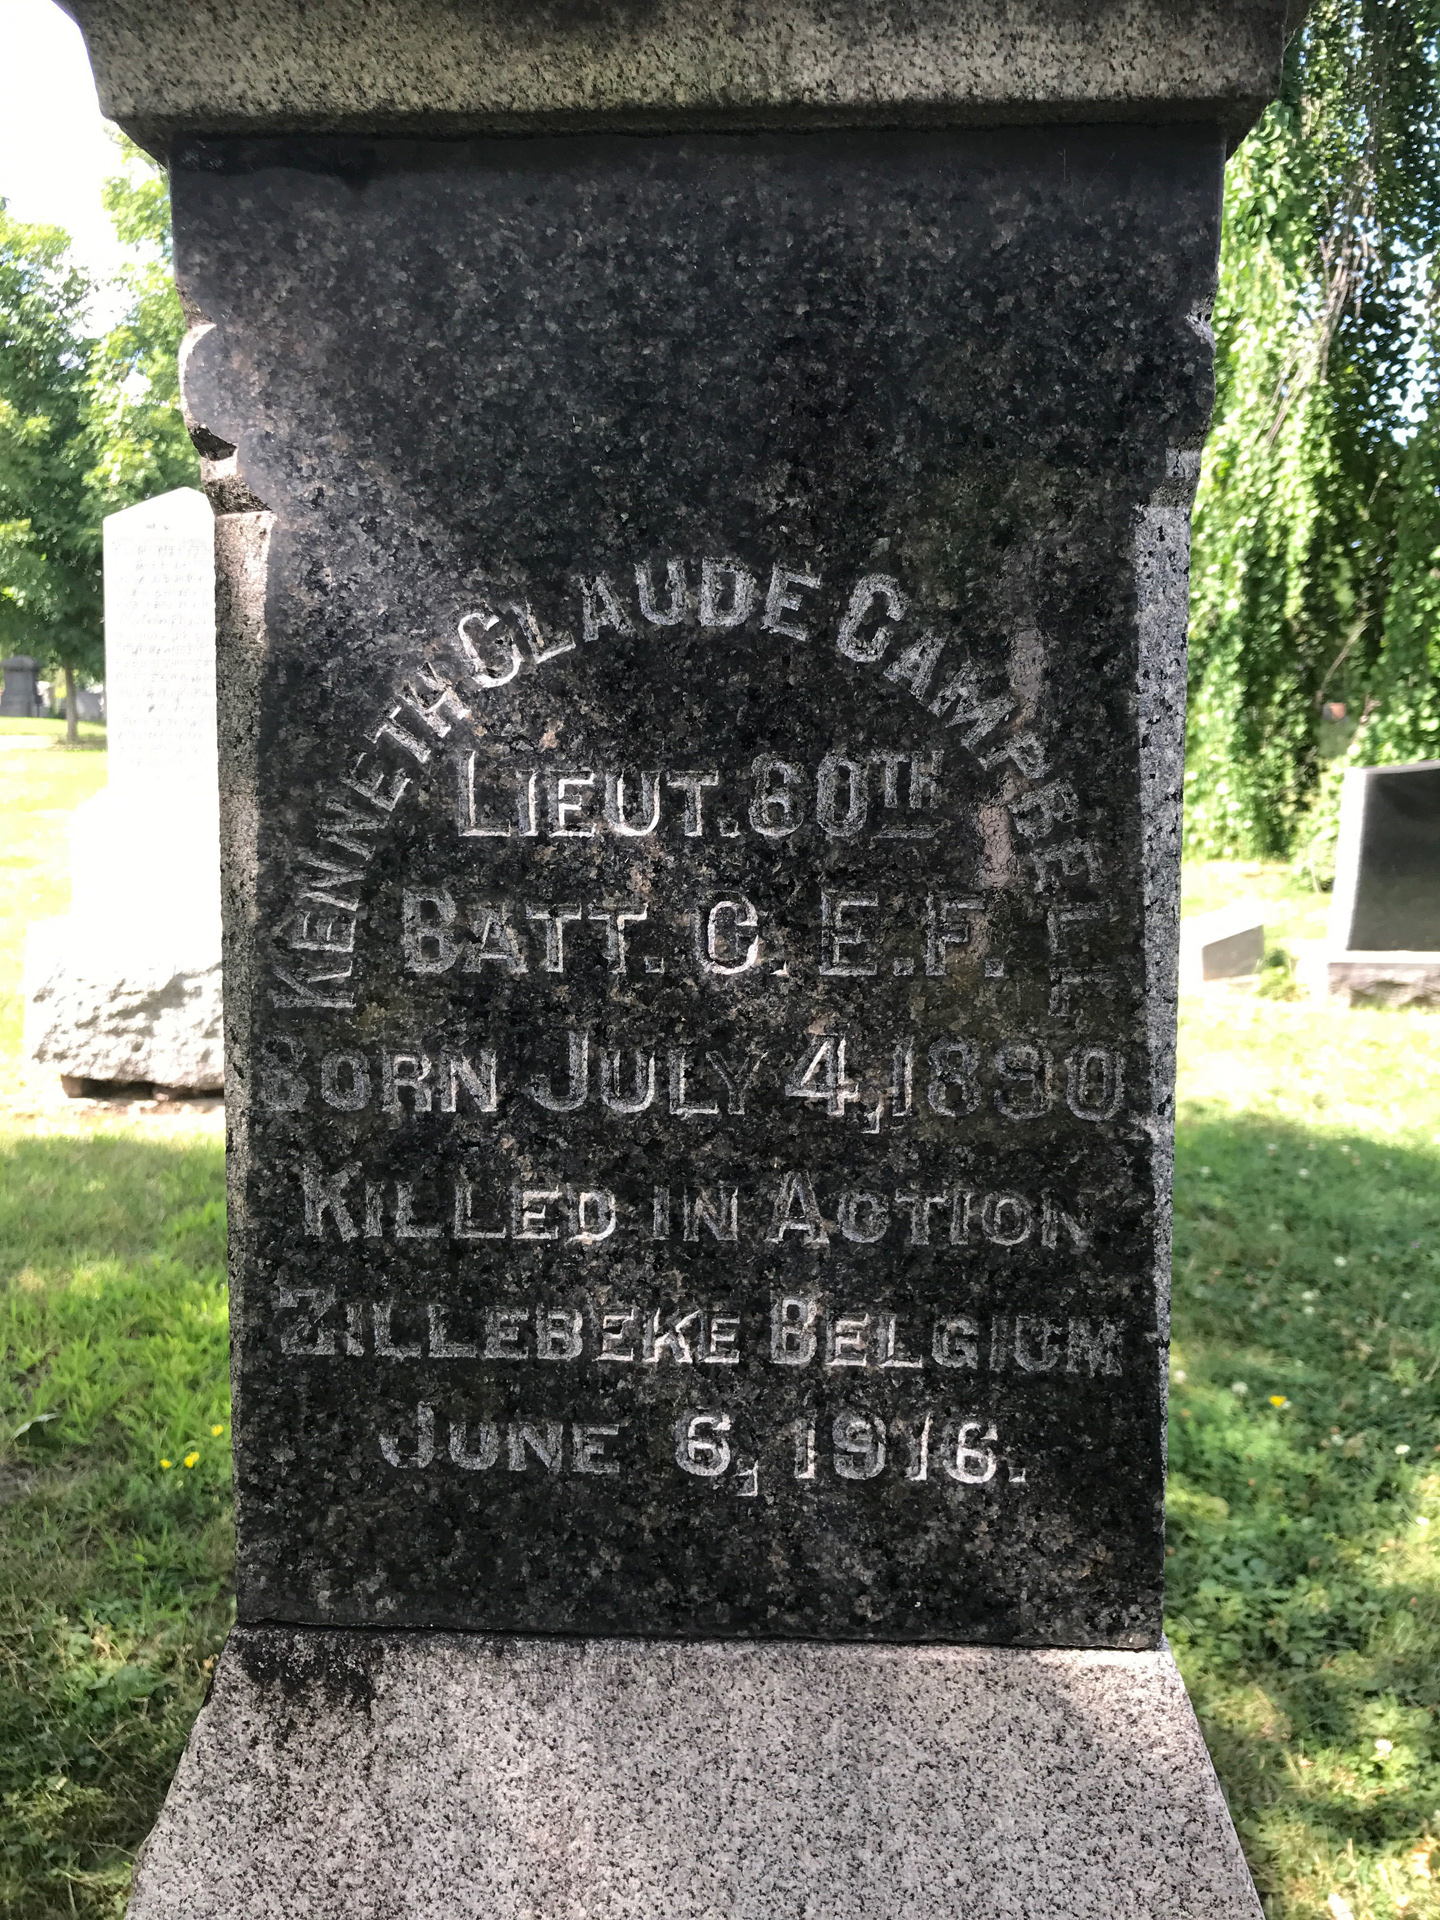 KENNETH CLAUDE CAMPBELL
LIEUT. 60TH
BATT. C. E. F.
BORN JULY 4, 1890
KILLED IN ACTION
ZILLEBEKE BELGIUM
JUNE 6, 1916.